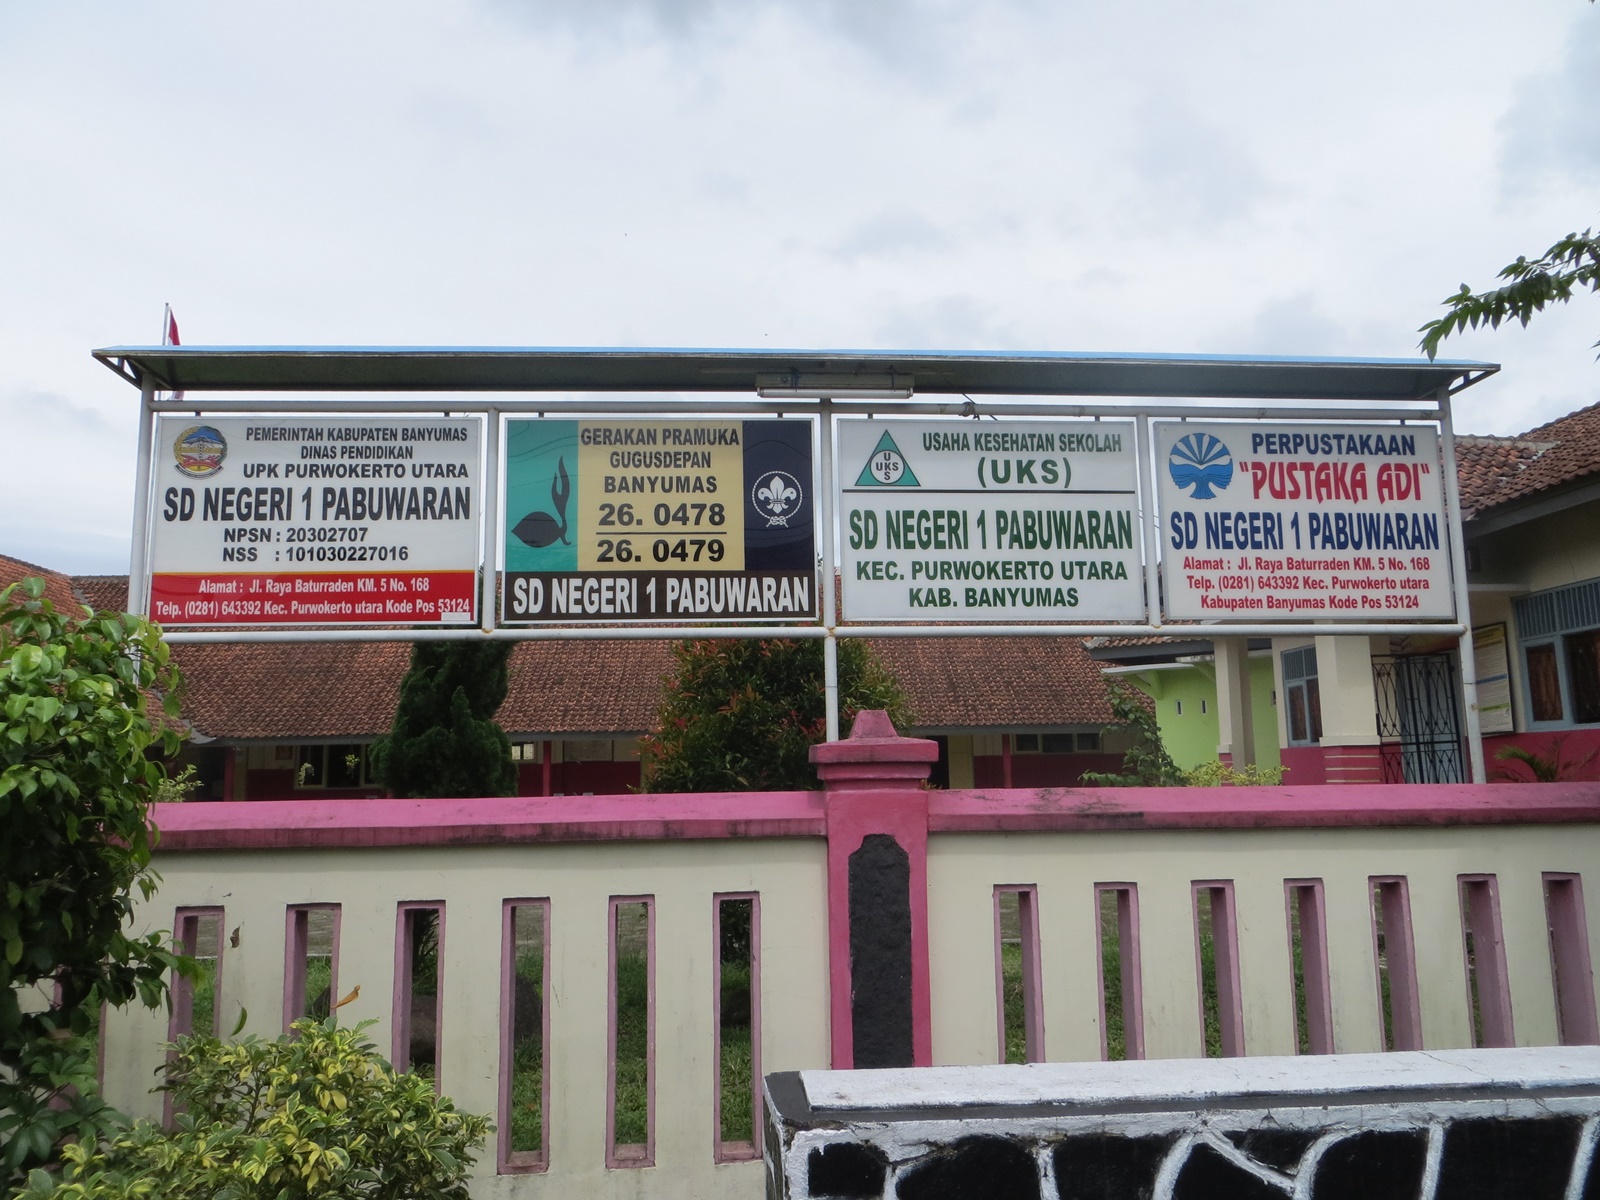 PEMERINTAH KABUPATEN BANYUMAS
DINAS PENDIDIKAN
UPK PURWOKERTO UTARA
SD NEGERI 1 PABUWARAN
NPSN : 20302707
NSS : 101030227016
Alamat : Jl. Raya Baturraden KM. 5 No. 168
Telp. (0281) 643392 Kec. Purwokerto utara Kode Pos 53124
GERAKAN PRAMUKA
GUGUSDEPAN
BANYUMAS
26. 0478
26. 0479
SD NEGERI 1 PABUWARAN
U
UKS
S
USAHA KESEHATAN SEKOLAH
(UKS)
SD NEGERI 1 PABUWARAN
KEC. PURWOKERTO UTARA
KAB. BANYUMAS
PERPUSTAKAAN
"PUSTAKA ADI"
SD NEGERI 1 PABUWARAN
Alamat : Jl. Raya Baturraden KM. 5 No. 168
Telp. (0281) 643392 Kec. Purwokerto utara
Kabupaten Banyumas Kode Pos 53124